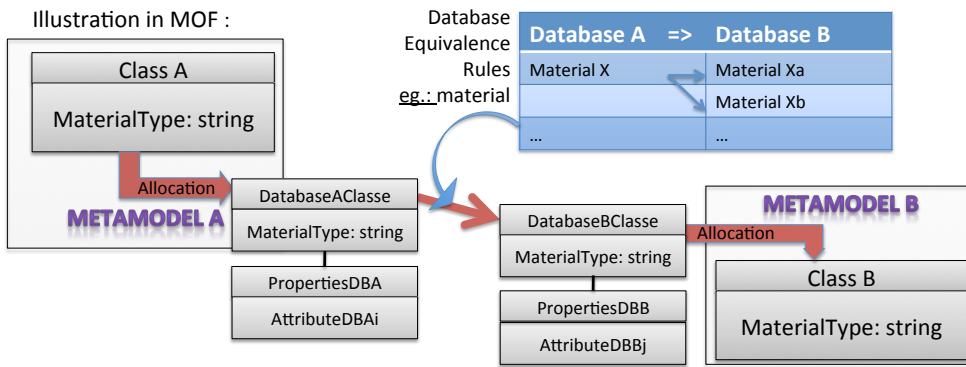 Illustration in MOF :
Class A
MaterialType: string
Allocation
METAMODEL A
Database
Equivalence
Rules
eg.: material
Database A => Database B
Material X Material Xa
Material Xb
... ...
DatabaseAClasse
MaterialType: string
PropertiesDBA
AttributeDBAi
DatabaseBClasse
MaterialType: string
PropertiesDBB
AttributeDBBj
METAMODEL B
Allocation
Class B
MaterialType: string